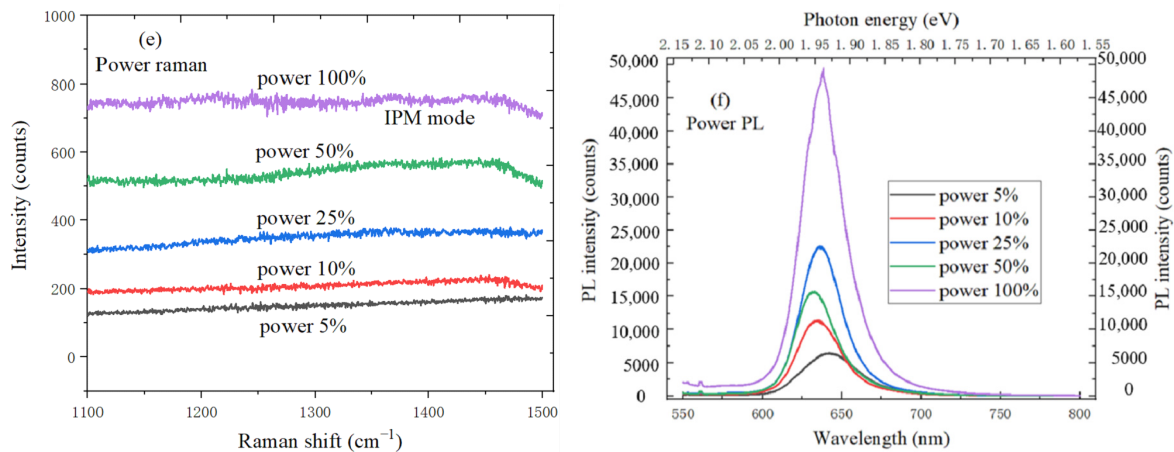 (e)
Power raman
power 100%
IPM mode
power 50%
power 25%
power 10%
power 5%
Intensity (counts)
1000
800
600
400
200
0
1100 1200 1300 1400 1500
Raman shift (cm⁻¹)
Photon energy (eV)
2.15 2.10 2.05 2.00 1.95 1.90 1.85 1.80 1.75 1.70 1.65 1.60 1.55
(f)
Power PL
PL intensity (counts)
50,000
45,000
40,000
35,000
30,000
25,000
20,000
15,000
10,000
5000
0
power 5%
power 10%
power 25%
power 50%
power 100%
50,000
45,000
40,000
35,000
30,000
25,000
20,000
15,000
10,000
5000
0
PL intensity (counts)
550 600 650 700 750 800
Wavelength (nm)